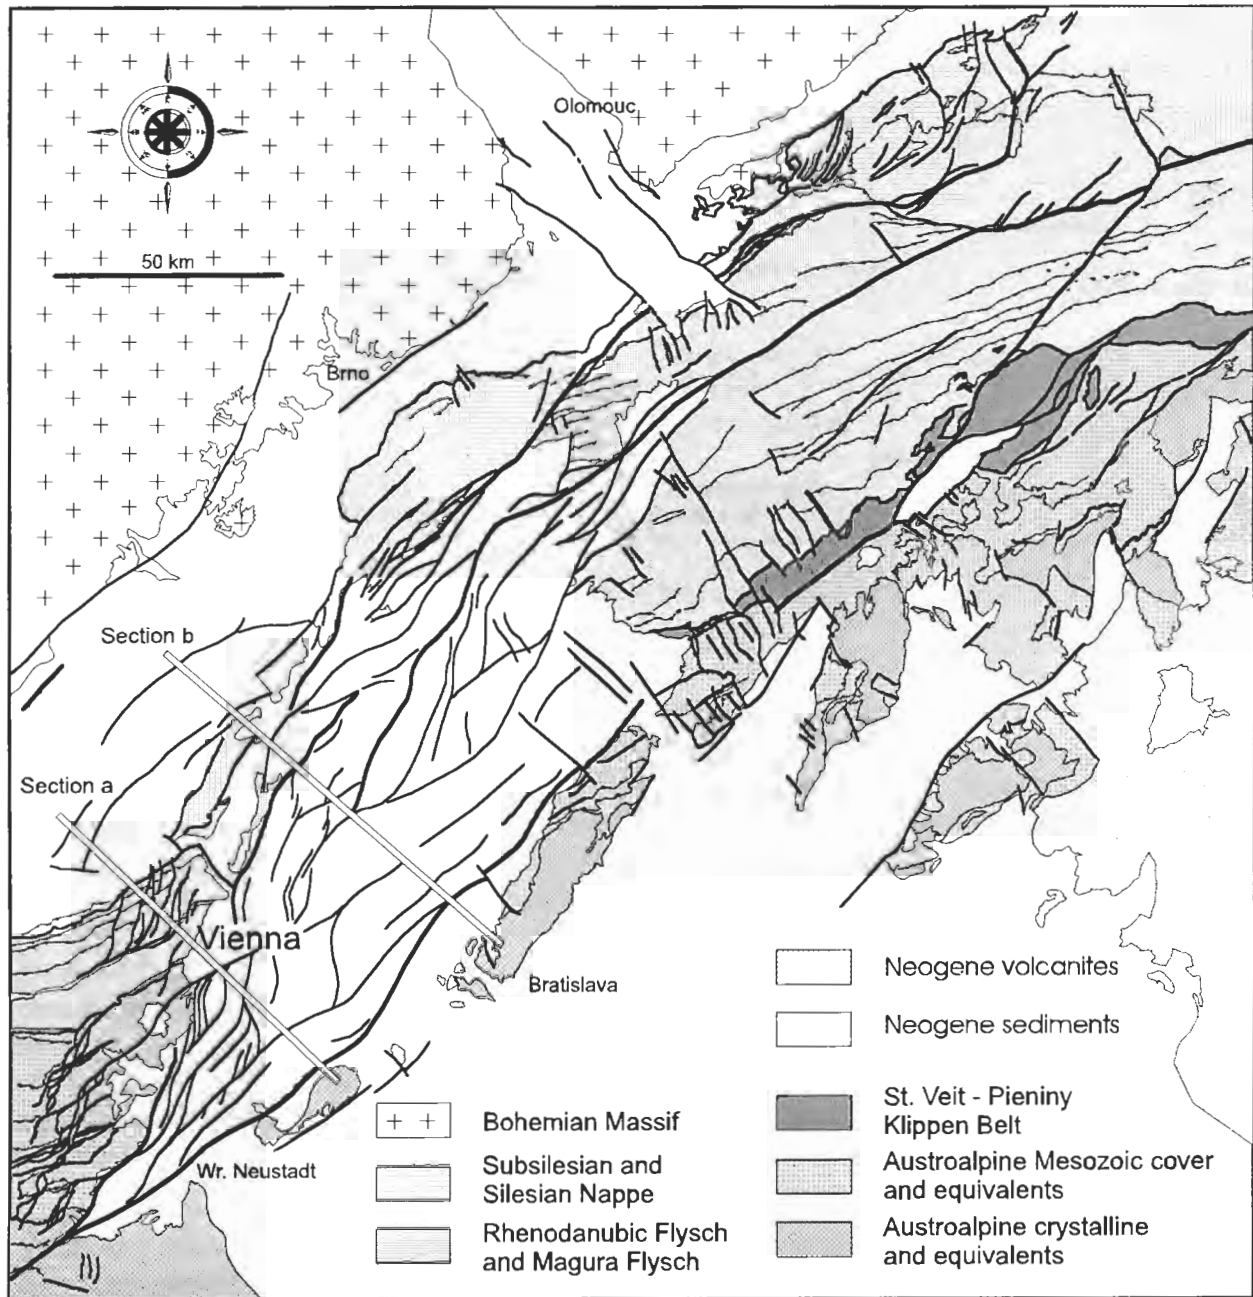 Olomouc
50 km
Brno
Section b
Section a
Vienna
Bratislava
Wr. Neustadt
Bohemian Massif
Subsilesian and
Silesian Nappe
Rhenodanubic Flysch
and Magura Flysch
Neogene volcanites
Neogene sediments
St. Veit - Pieniny
Klippen Belt
Austroalpine Mesozoic cover
and equivalents
Austroalpine crystalline
and equivalents